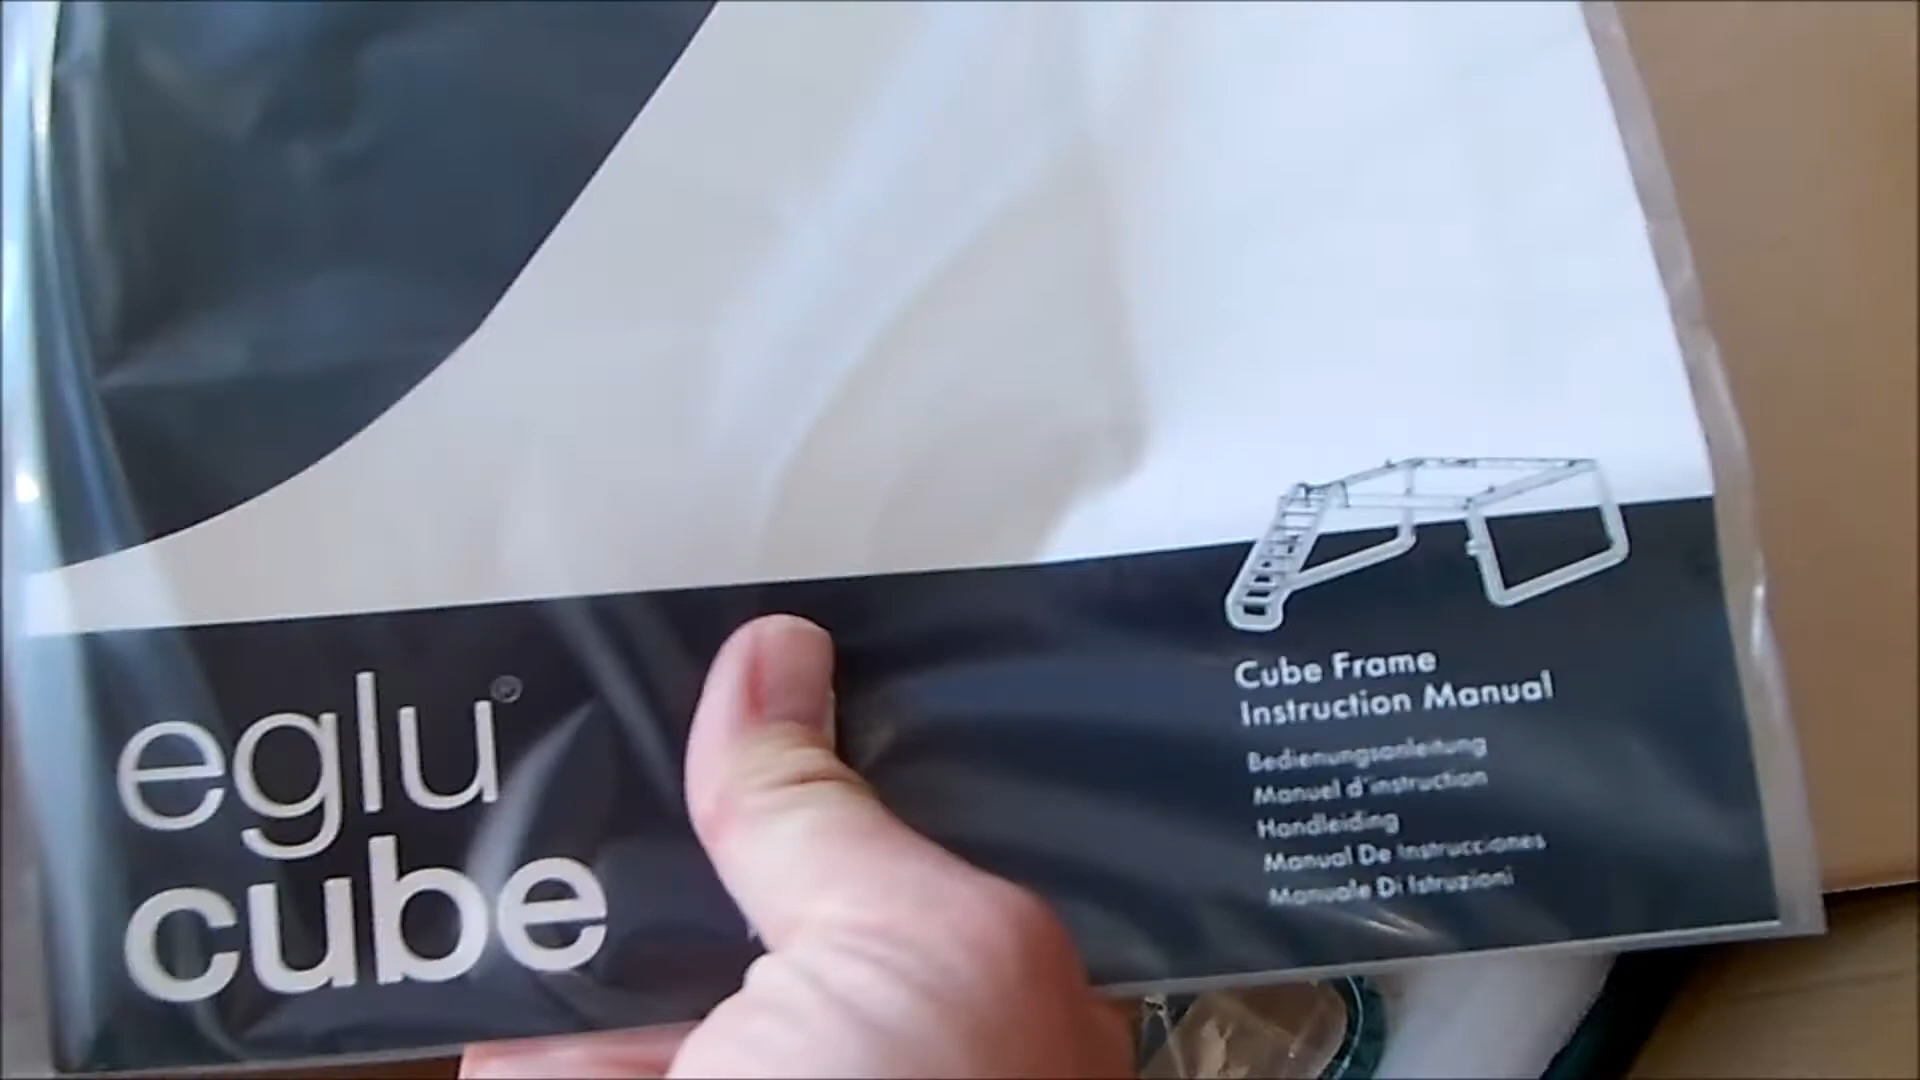 eglu®
cube
Cube Frame
Instruction Manual
Bedienungsanleitung
Manuel d'instruction
Handleiding
Manual De Instrucciones
Manuale Di Istruzioni